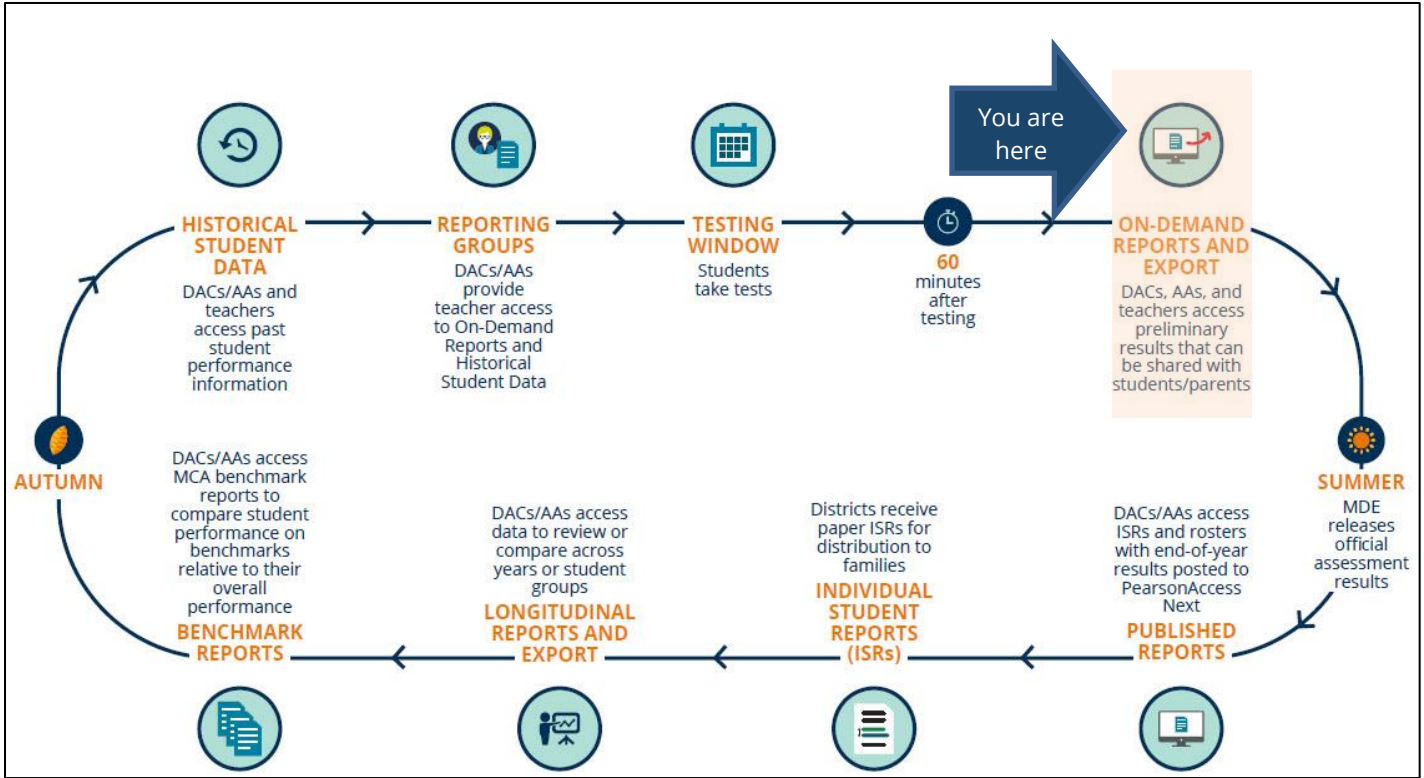 You are
here
HISTORICAL
STUDENT
DATA
DACs/AAs and
teachers
access past
student
performance
information
REPORTING
GROUPS
DACs/AAs
provide
teacher access
to On-Demand
Reports and
Historical
Student Data
TESTING
WINDOW
Students
take tests
60
minutes
after
testing
ON-DEMAND
REPORTS AND
EXPORT
DACs, AAs, and
teachers access
preliminary
results that can
be shared with
students/parents
SUMMER
MDE
releases
official
assessment
results
DACs/AAs access
ISRs and rosters
with end-of-year
results posted to
PearsonAccess
Next
PUBLISHED
REPORTS
Districts receive
paper ISRs for
distribution to
families
INDIVIDUAL
STUDENT
REPORTS
(ISRs)
DACs/AAs access
data to review or
compare across
years or student
groups
LONGITUDINAL
REPORTS AND
EXPORT
DACs/AAs access
MCA benchmark
reports to
compare student
performance on
benchmarks
relative to their
overall
performance
BENCHMARK
REPORTS
AUTUMN